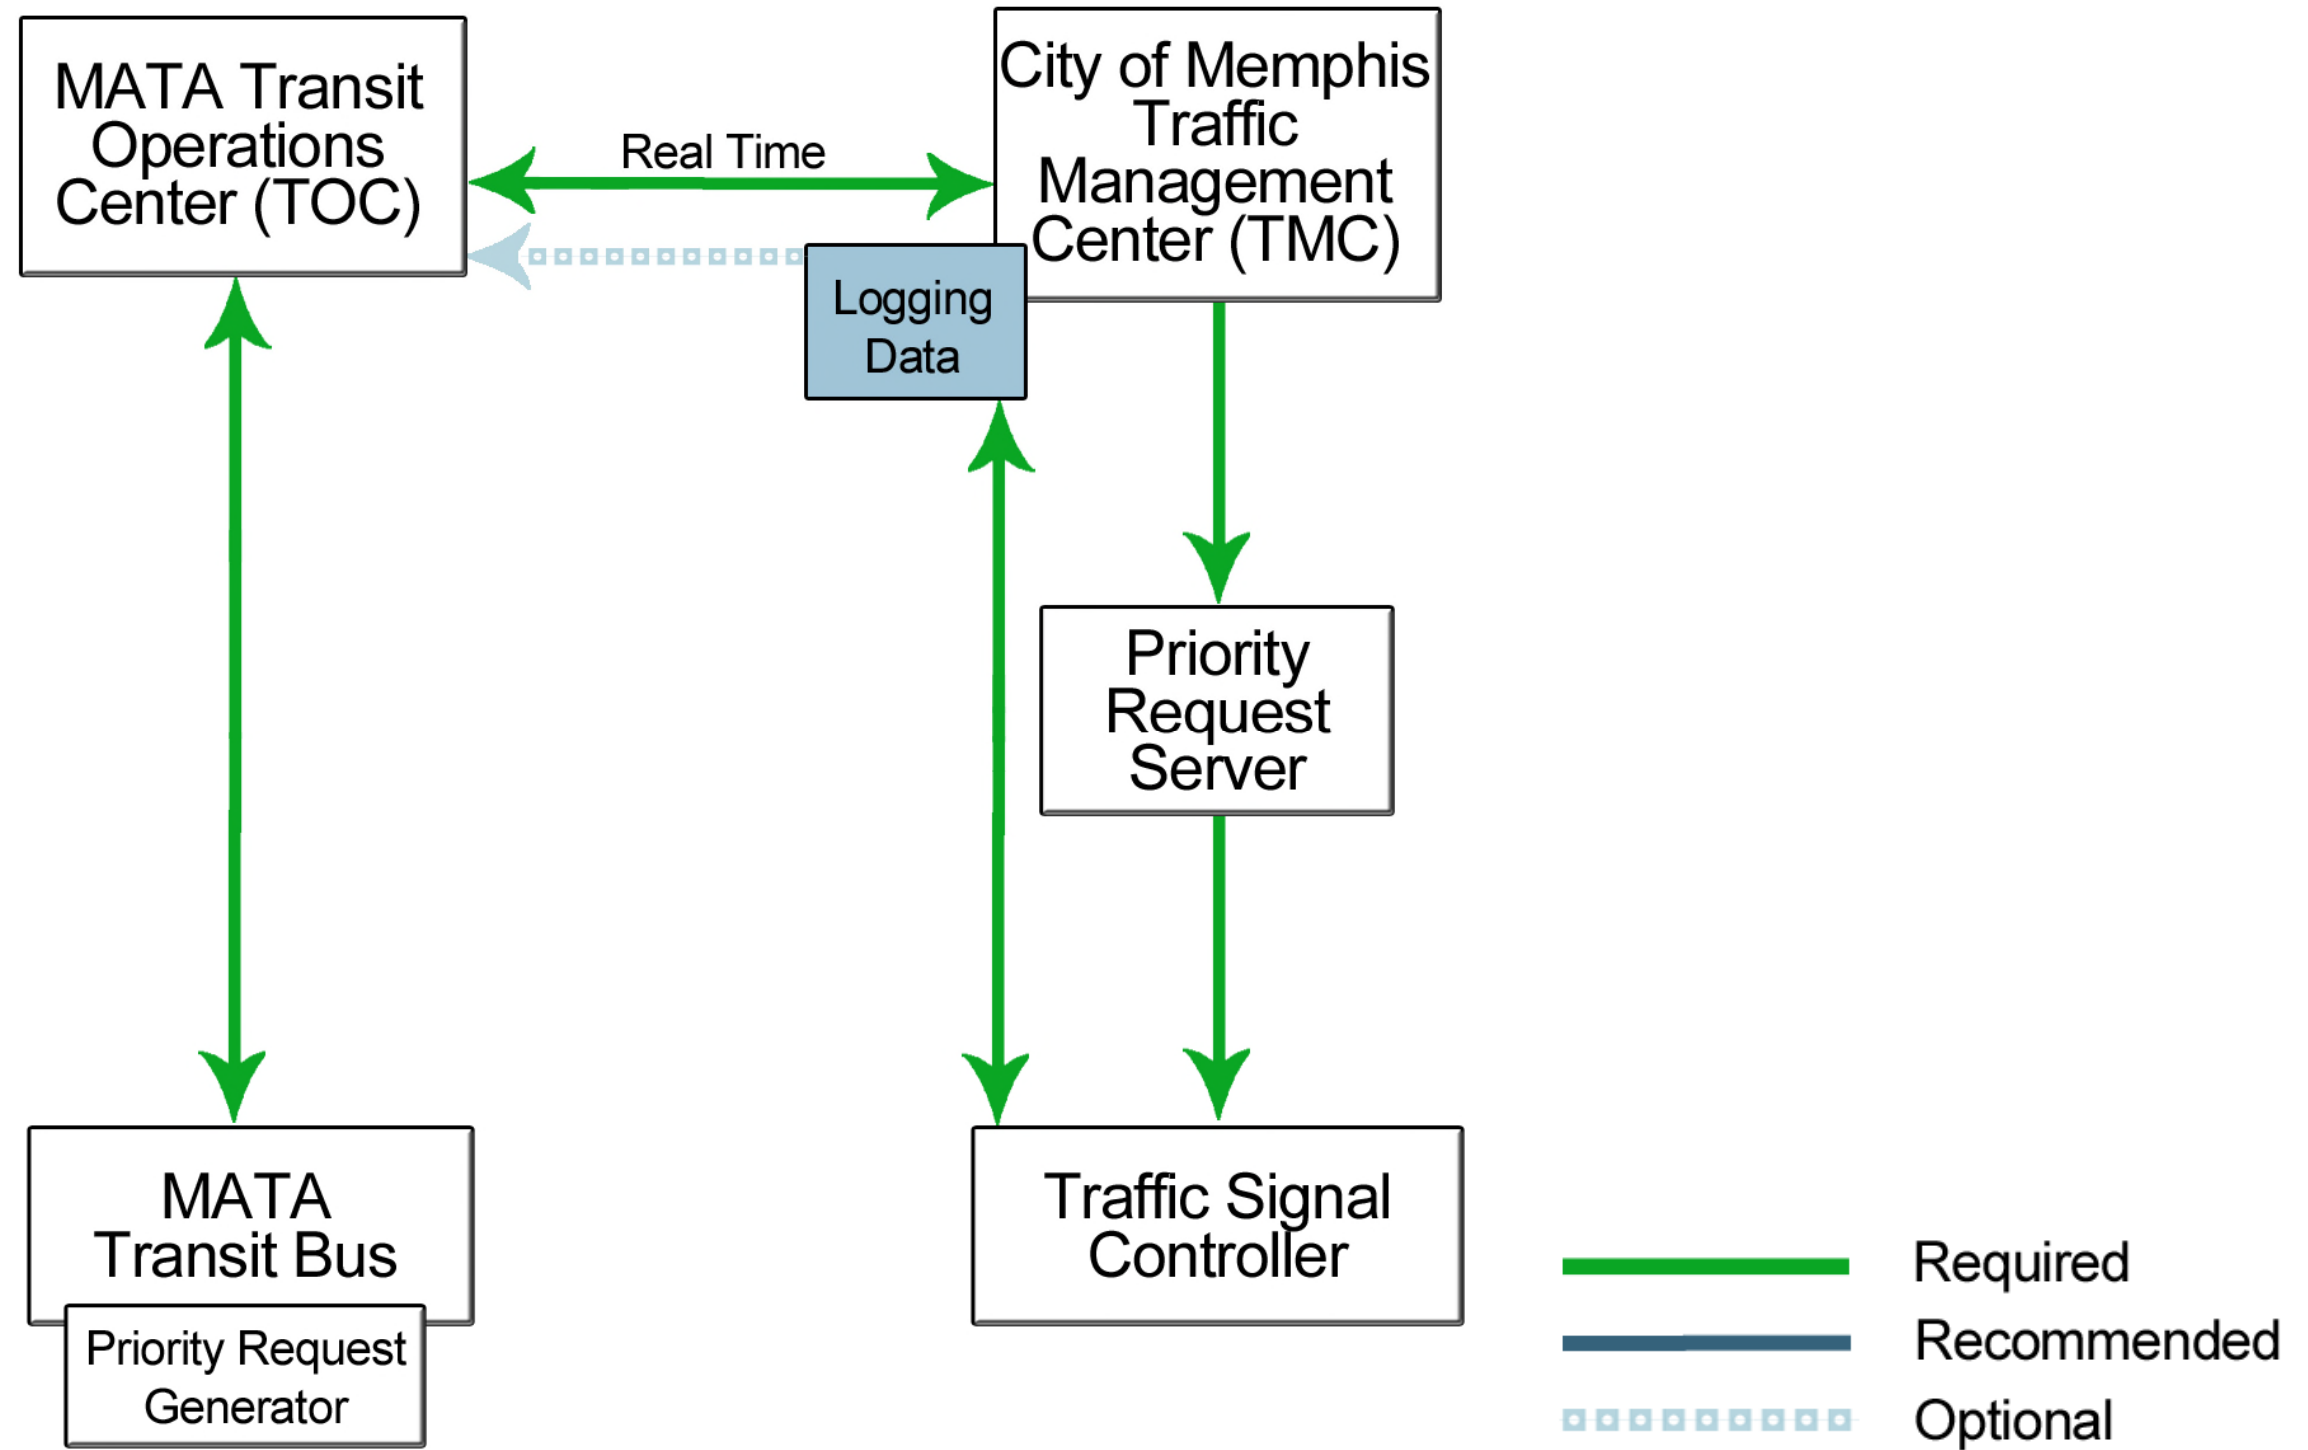 MATA Transit
Operations
Center (TOC)
Real Time
City of Memphis
Traffic
Management
Center (TMC)
Logging
Data
Priority
Request
Server
MATA
Transit Bus
Priority Request
Generator
Traffic Signal
Controller
Required
Recommended
Optional